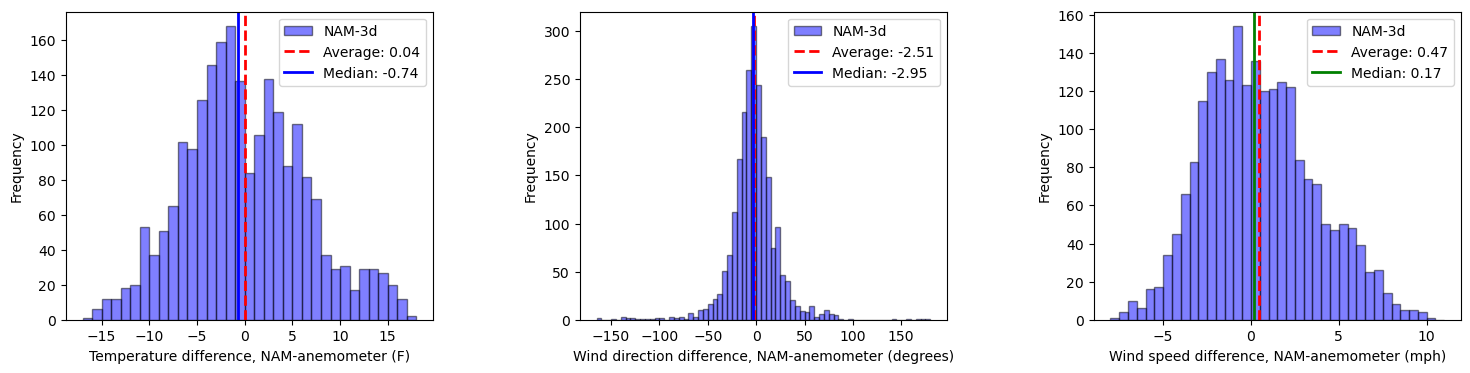 NAM-3d
Average: 0.04
Median: -0.74
160
140
120
100
80
60
40
20
0
Frequency
−15
−10
−5
0
5
10
15
Temperature difference, NAM-anemometer (F)
NAM-3d
Average: -2.51
Median: -2.95
300
250
200
150
100
50
0
Frequency
−150
−100
−50
0
50
100
150
Wind direction difference, NAM-anemometer (degrees)
NAM-3d
Average: 0.47
Median: 0.17
160
140
120
100
80
60
40
20
0
Frequency
−5
0
5
10
Wind speed difference, NAM-anemometer (mph)